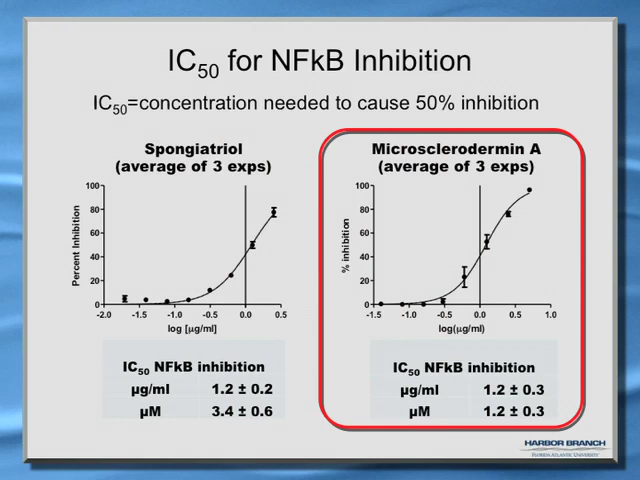 IC50 for NFkB Inhibition
IC50=concentration needed to cause 50% inhibition
Spongiatriol
(average of 3 exps)
Percent Inhibition
100
80
60
40
20
0
-2.0 -1.5 -1.0 -0.5 0.0 0.5
log [µg/ml]
IC50 NFkB inhibition
µg/ml 1.2 ± 0.2
µM 3.4 ± 0.6
Microsclerodermin A
(average of 3 exps)
% inhibition
100
80
60
40
20
0
-1.5 -1.0 -0.5 0.0 0.5 1.0
log(µg/ml)
IC50 NFkB inhibition
µg/ml 1.2 ± 0.3
µM 1.2 ± 0.3
HARBOR BRANCH
FLORIDA ATLANTIC UNIVERSITY